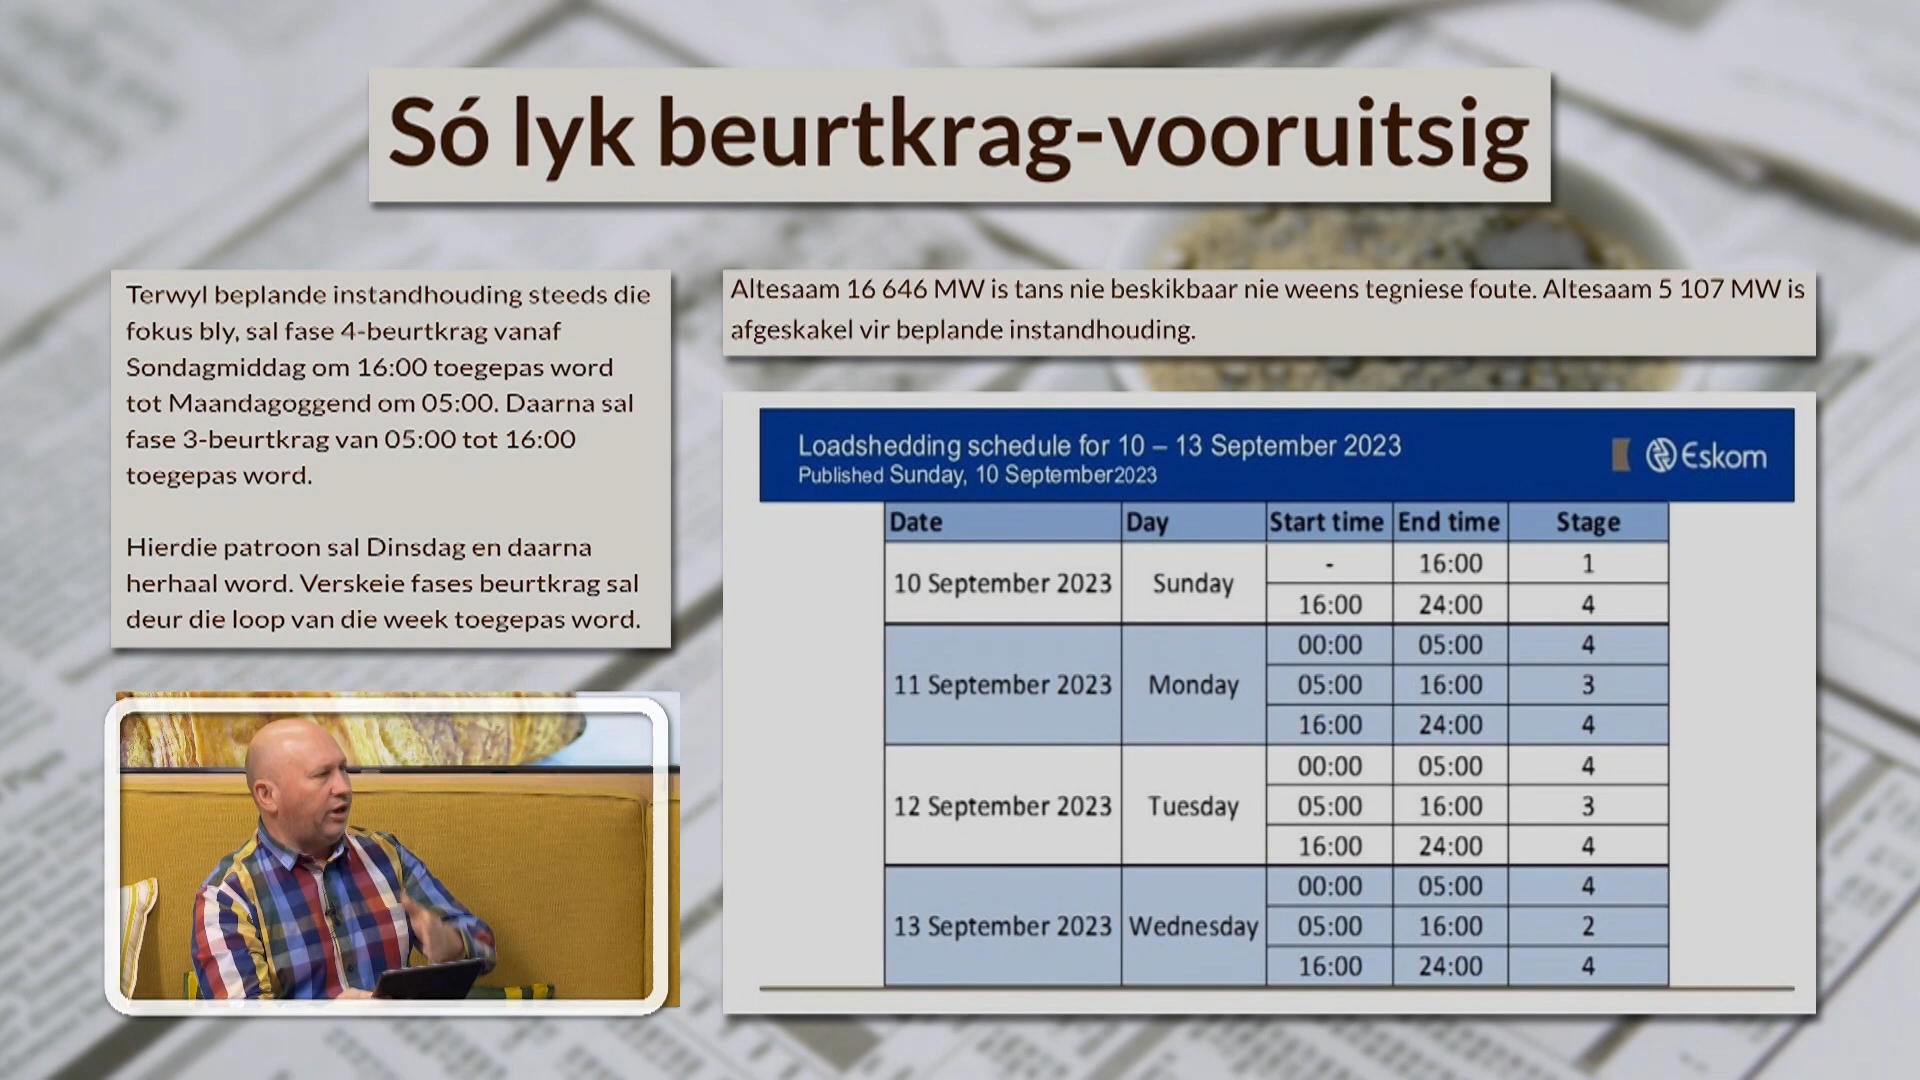 Só lyk beurtkrag-vooruitsig
Terwyl beplande instandhouding steeds die
fokus bly, sal fase 4-beurtkrag vanaf
Sondagmiddag om 16:00 toegepas word
tot Maandagoggend om 05:00. Daarna sal
fase 3-beurtkrag van 05:00 tot 16:00
toegepas word.
Hierdie patroon sal Dinsdag en daarna
herhaal word. Verskeie fases beurtkrag sal
deur die loop van die week toegepas word.
Altesaam 16 646 MW is tans nie beskikbaar nie weens tegniese foute. Altesaam 5 107 MW is
afgeskakel vir beplande instandhouding.
Loadshedding schedule for 10 – 13 September 2023
Published Sunday, 10 September2023
Eskom
Date Day Start time End time Stage
10 September 2023 Sunday - 16:00 1
16:00 24:00 4
11 September 2023 Monday 00:00 05:00 4
05:00 16:00 3
16:00 24:00 4
12 September 2023 Tuesday 00:00 05:00 4
05:00 16:00 3
16:00 24:00 4
13 September 2023 Wednesday 00:00 05:00 4
05:00 16:00 2
16:00 24:00 4